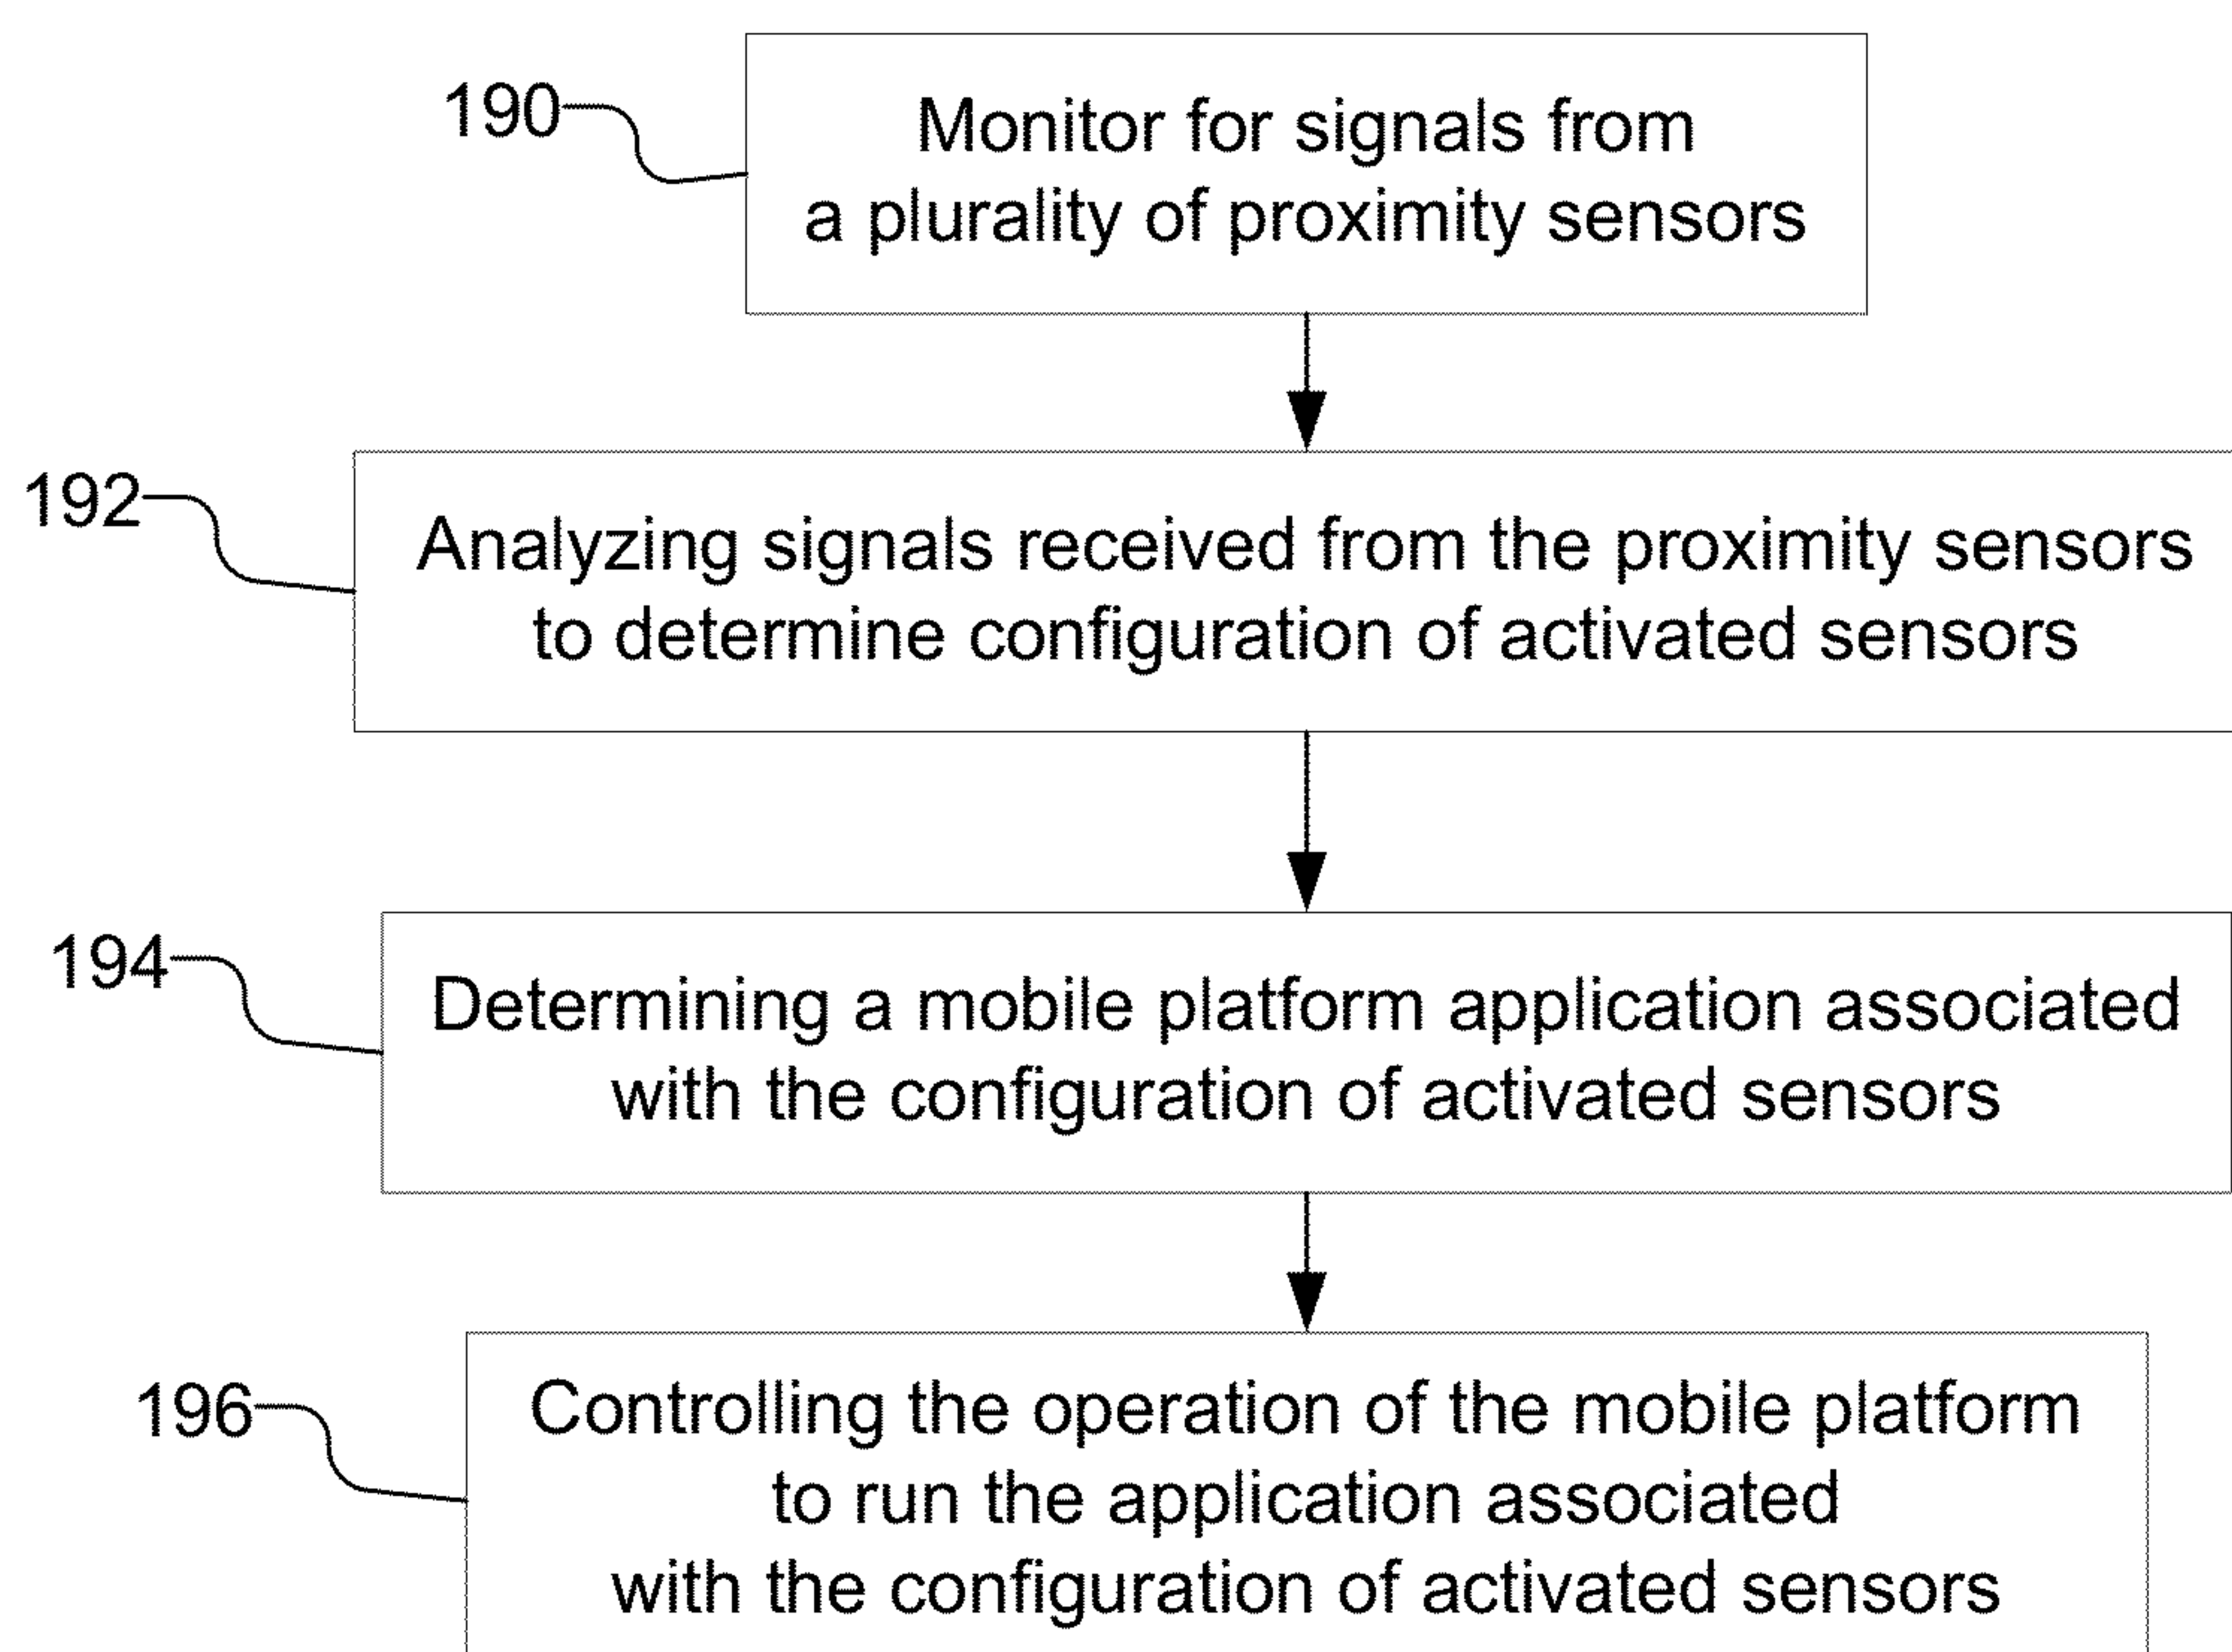 190
Monitor for signals from
a plurality of proximity sensors
192
Analyzing signals received from the proximity sensors
to determine configuration of activated sensors
194
Determining a mobile platform application associated
with the configuration of activated sensors
196
Controlling the operation of the mobile platform
to run the application associated
with the configuration of activated sensors